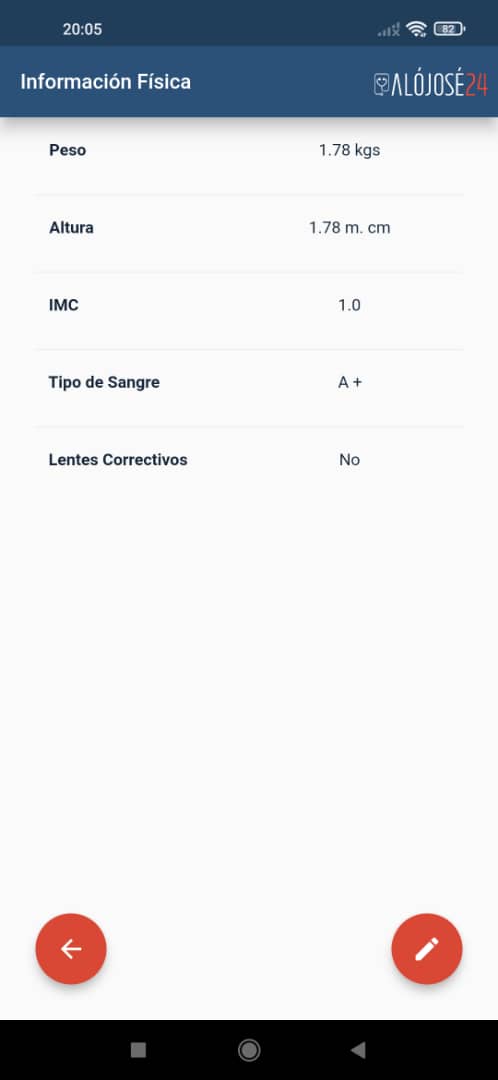 20:05
82
Información Física
ALÓJOSÉ24
Peso 1.78 kgs
Altura 1.78 m. cm
IMC 1.0
Tipo de Sangre A +
Lentes Correctivos No